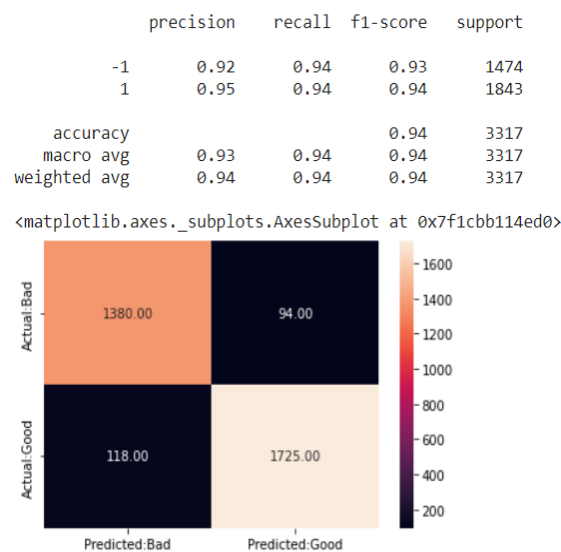 precision recall f1-score support
-1 0.92 0.94 0.93 1474
1 0.95 0.94 0.94 1843
accuracy 0.94 3317
macro avg 0.93 0.94 0.94 3317
weighted avg 0.94 0.94 0.94 3317
<matplotlib.axes._subplots.AxesSubplot at 0x7f1cbb114ed0>
Actual:Bad
1380.00 94.00
Actual:Good
118.00 1725.00
Predicted:Bad Predicted:Good
1600
1400
1200
1000
800
600
400
200